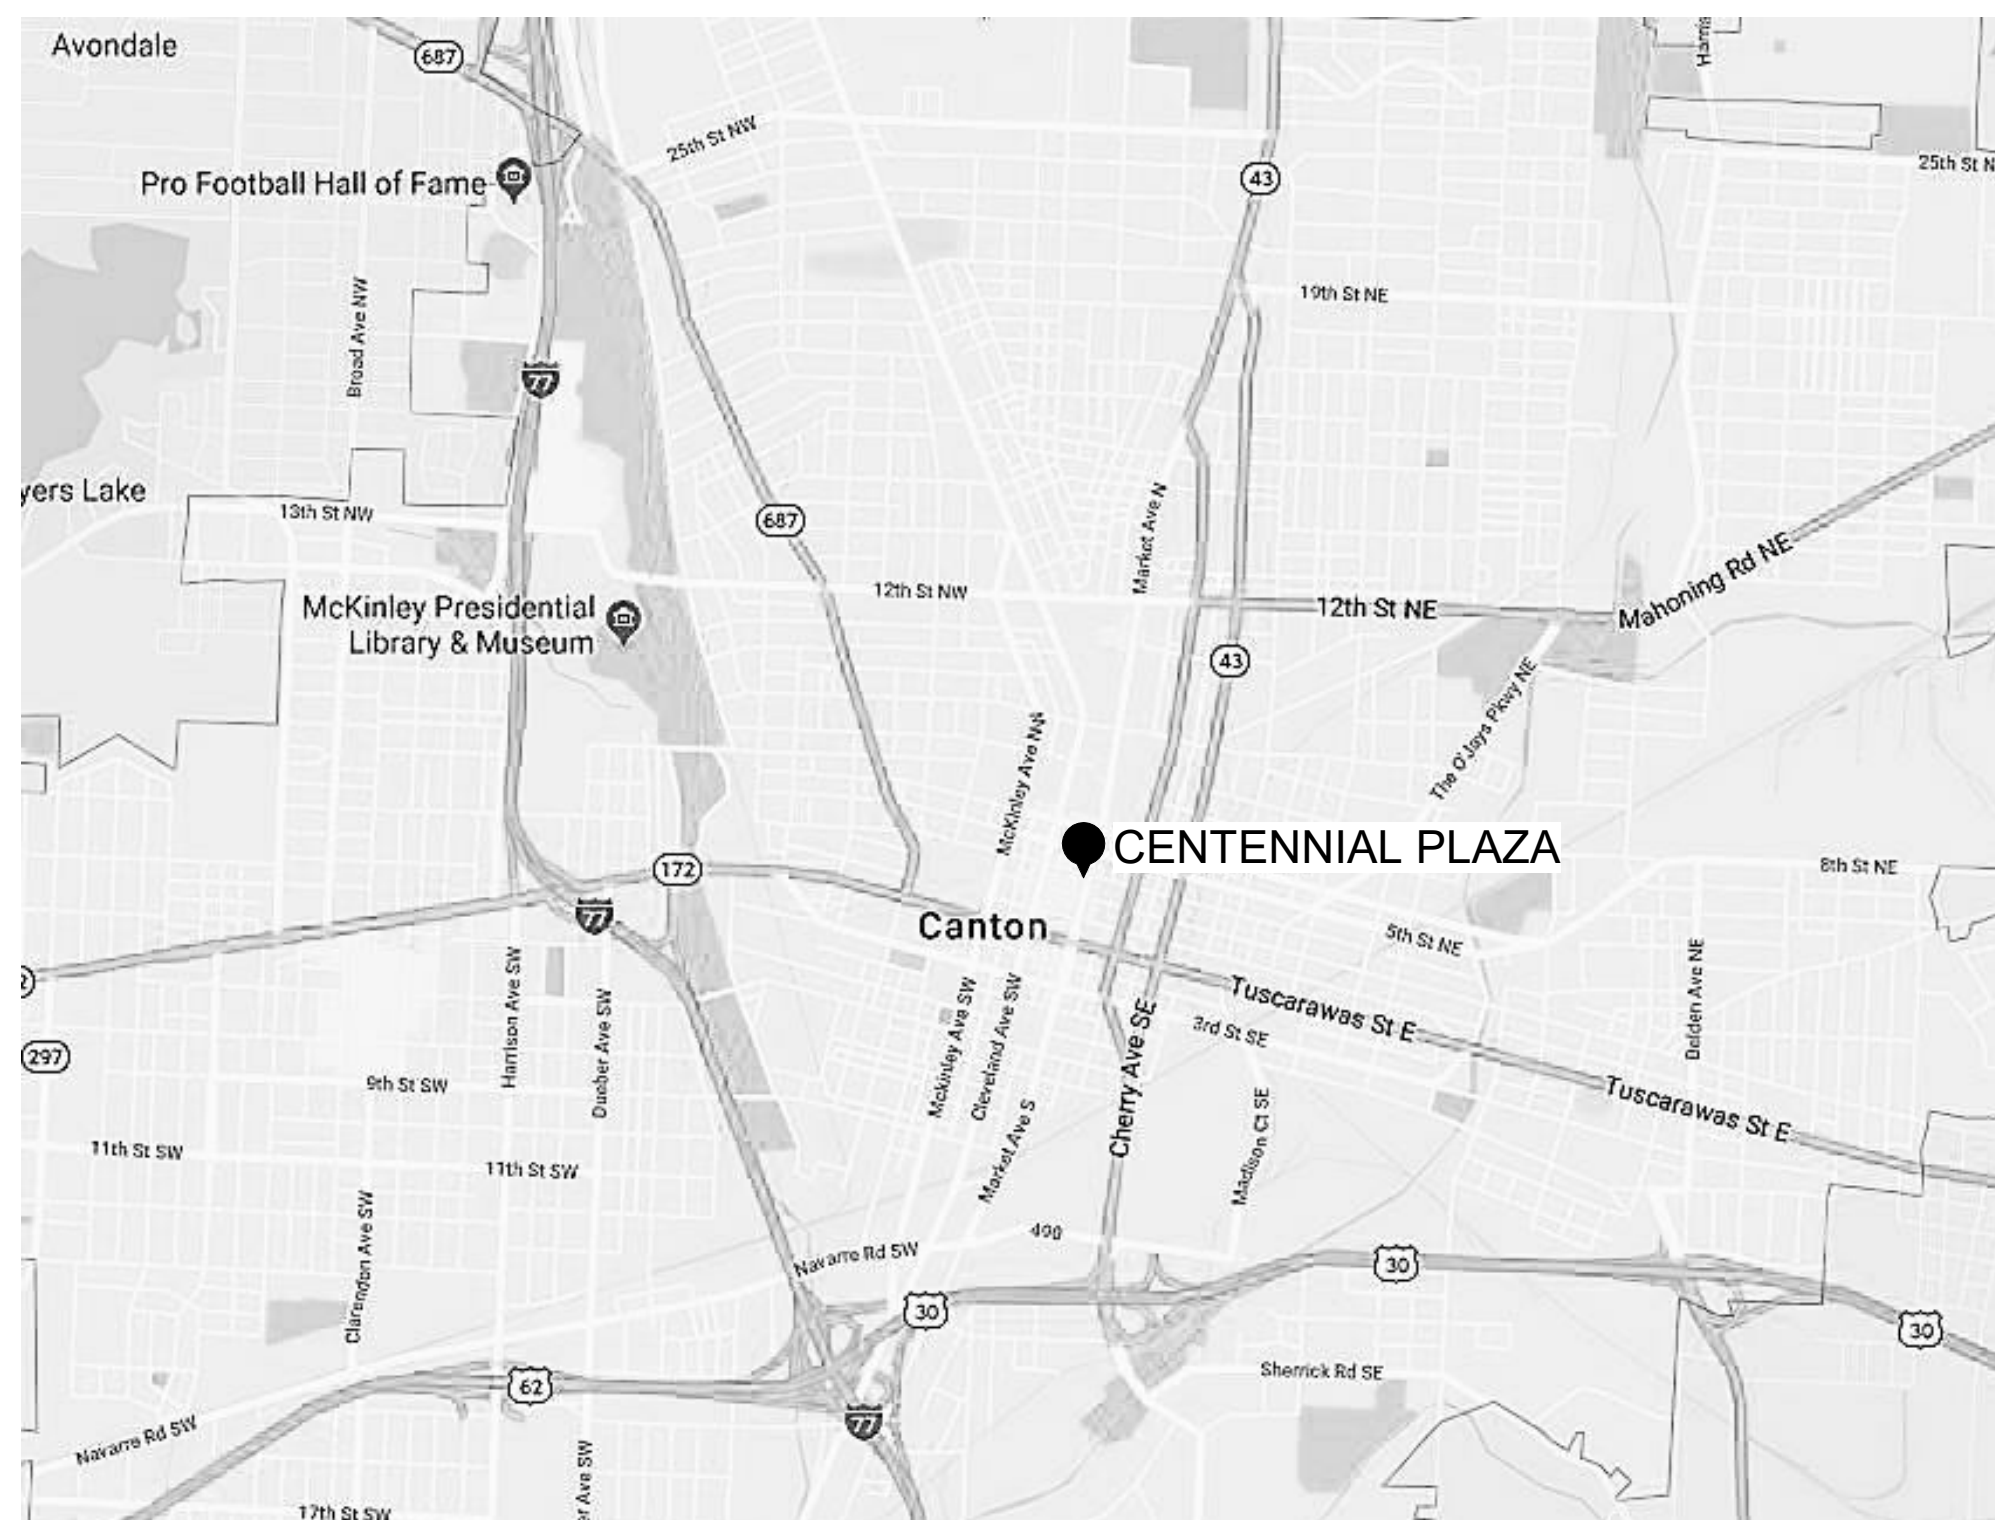 Avondale
687
25th St NW
Pro Football Hall of Fame
43
25th St N
19th St NE
Broad Ave NW
77
yers Lake
13th St NW
687
Market Ave N
Mahoning Rd NE
12th St NW
12th St NE
McKinley Presidential
Library & Museum
43
The O'Jays Pkwy NE
McKinley Ave NW
CENTENNIAL PLAZA
172
8th St NE
77
Canton
5th St NE
Belden Ave NE
Harrison Ave SW
Dueber Ave SW
Mckinley Ave SW
Cleveland Ave SW
Tuscarawas St E
3rd St SE
297
9th St SW
Market Ave S
Cherry Ave SE
Madison Ct SE
Tuscarawas St E
11th St SW
11th St SW
Clarendon Ave SW
Navarre Rd SW
490
30
30
30
Sherrick Rd SE
62
77
Navarre Rd SW
er Ave SW
17th St SW